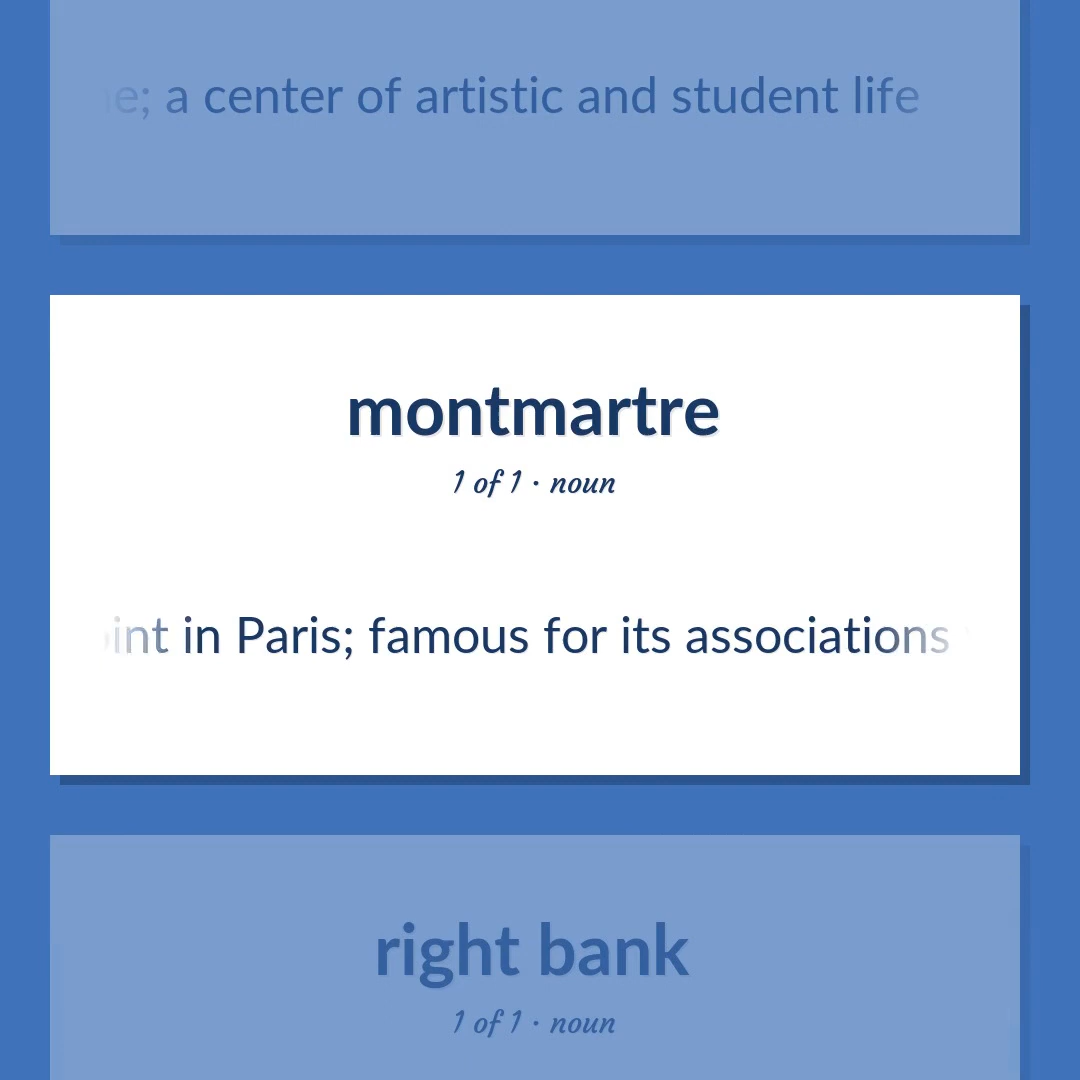 a center of artistic and student life
montmartre
1 of 1 · noun
in Paris; famous for its associations
right bank
1 of 1 · noun